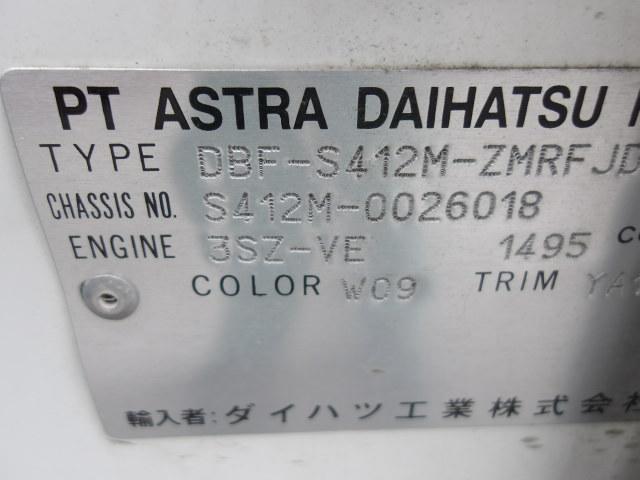 PT ASTRA DAIHATSU
TYPE DBF-S412M-ZMRFJD
CHASSIS NO. S412M-0026018
ENGINE 3SZ-VE 1495
COLOR W09 TRIM
輸入者:ダイハツ工業株式会社